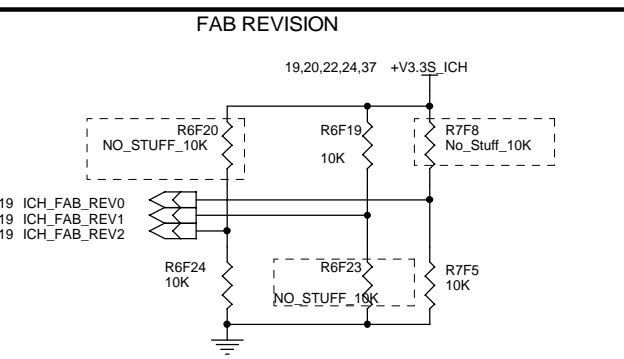 FAB REVISION
19,20,22,24,37 +V3.3S_ICH
R6F20
NO_STUFF_10K
R6F19
10K
R7F8
No_Stuff_10K
19 ICH_FAB_REV0
19 ICH_FAB_REV1
19 ICH_FAB_REV2
R6F24
10K
R6F23
NO_STUFF_10K
R7F5
10K